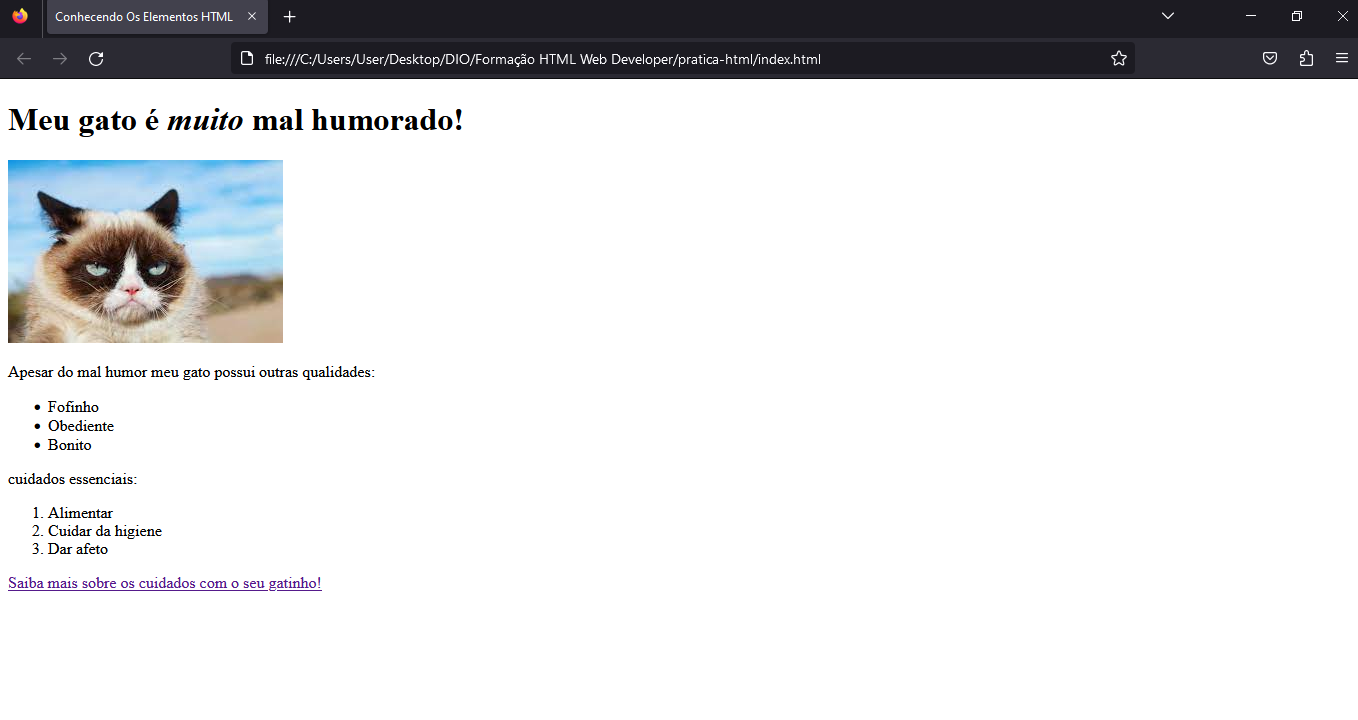 Conhecendo Os Elementos HTML
file:///C:/Users/User/Desktop/DIO/Formação HTML Web Developer/pratica-html/index.html
Meu gato é muito mal humorado!
Apesar do mal humor meu gato possui outras qualidades:
• Fofinho
• Obediente
• Bonito
cuidados essenciais:
1. Alimentar
2. Cuidar da higiene
3. Dar afeto
Saiba mais sobre os cuidados com o seu gatinho!